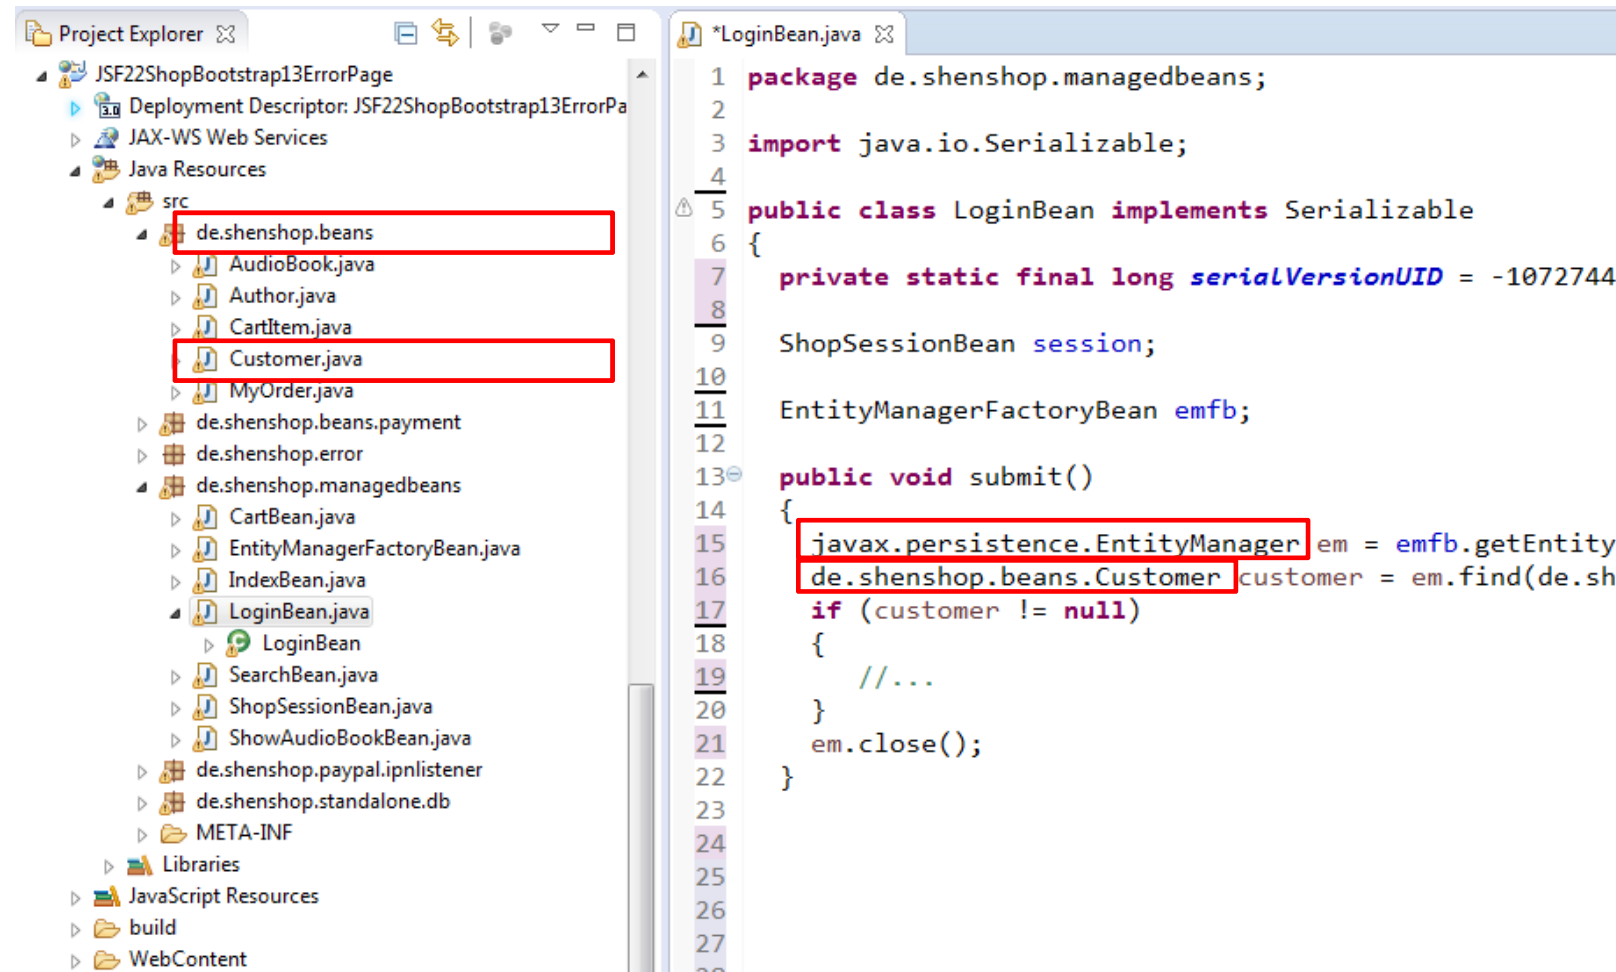 Project Explorer
JSF22ShopBootstrap13ErrorPage
3.0 Deployment Descriptor: JSF22ShopBootstrap13ErrorPa
JAX-WS Web Services
Java Resources
src
de.shenshop.beans
AudioBook.java
Author.java
CartItem.java
Customer.java
MyOrder.java
de.shenshop.beans.payment
de.shenshop.error
de.shenshop.managedbeans
CartBean.java
EntityManagerFactoryBean.java
IndexBean.java
LoginBean.java
LoginBean
SearchBean.java
ShopSessionBean.java
ShowAudioBookBean.java
de.shenshop.paypal.ipnlistener
de.shenshop.standalone.db
META-INF
Libraries
JavaScript Resources
build
WebContent
*LoginBean.java
1 package de.shenshop.managedbeans;
2
3 import java.io.Serializable;
4
5 public class LoginBean implements Serializable
6 {
7 private static final long serialVersionUID = -1072744
8
9 ShopSessionBean session;
10
11 EntityManagerFactoryBean emfb;
12
13 public void submit()
14 {
15 javax.persistence.EntityManager em = emfb.getEntity
16 de.shenshop.beans.Customer customer = em.find(de.sh
17 if (customer != null)
18 {
19 //...
20 }
21 em.close();
22 }
23
24
25
26
27